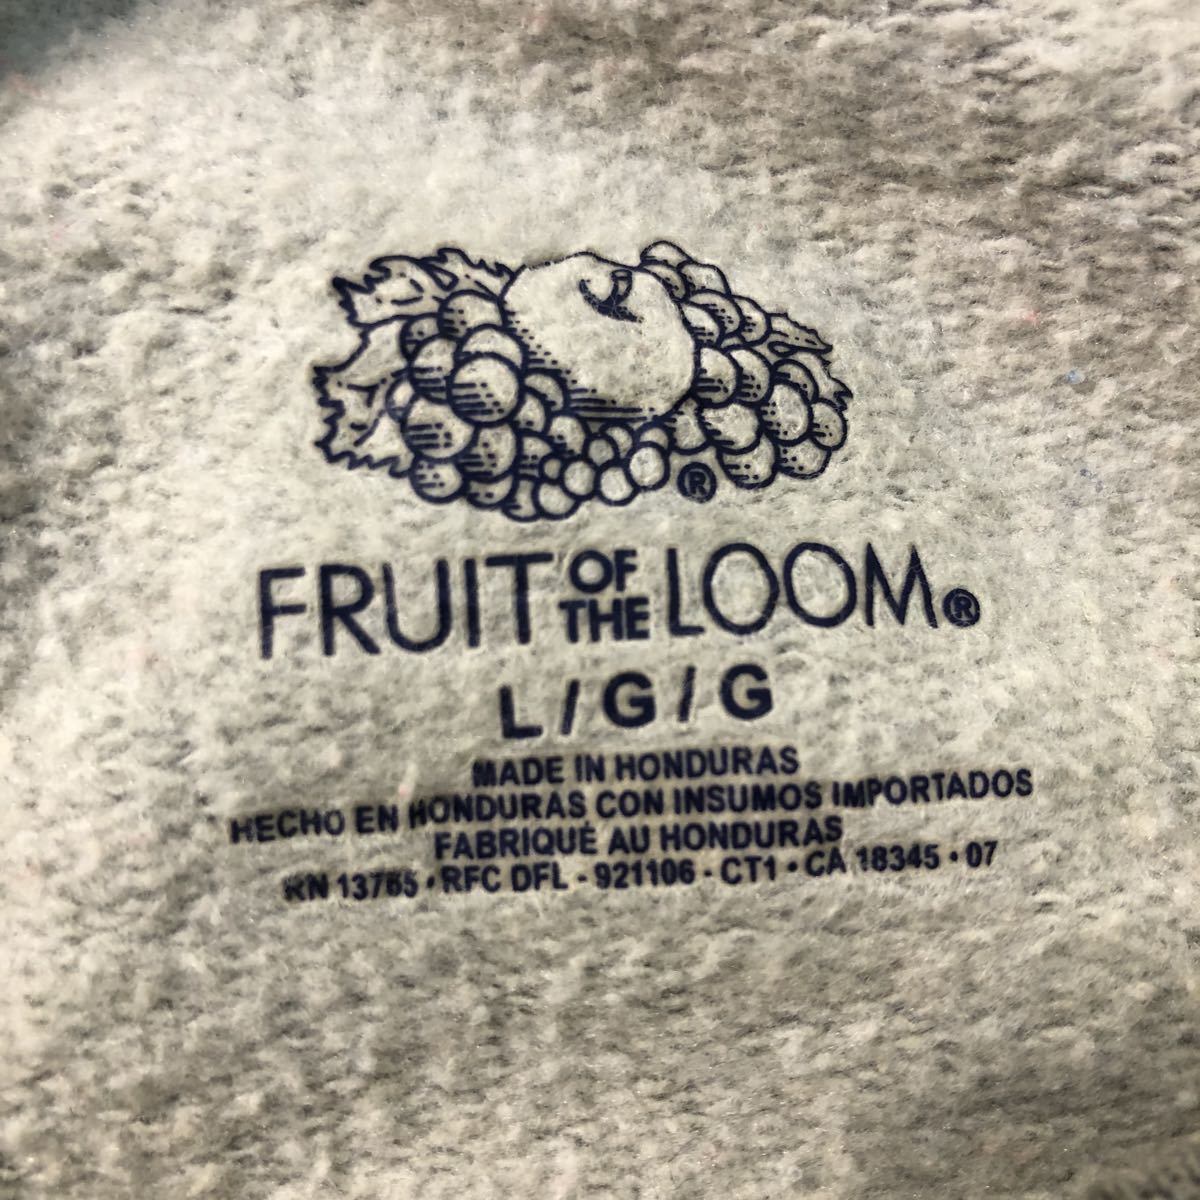 ®
FRUIT OF THE LOOM®
L/G/G
MADE IN HONDURAS
HECHO EN HONDURAS CON INSUMOS IMPORTADOS
FABRIQUÉ AU HONDURAS
RN 13765 • RFC DFL - 921106 - CT1 • CA 18345 • 07